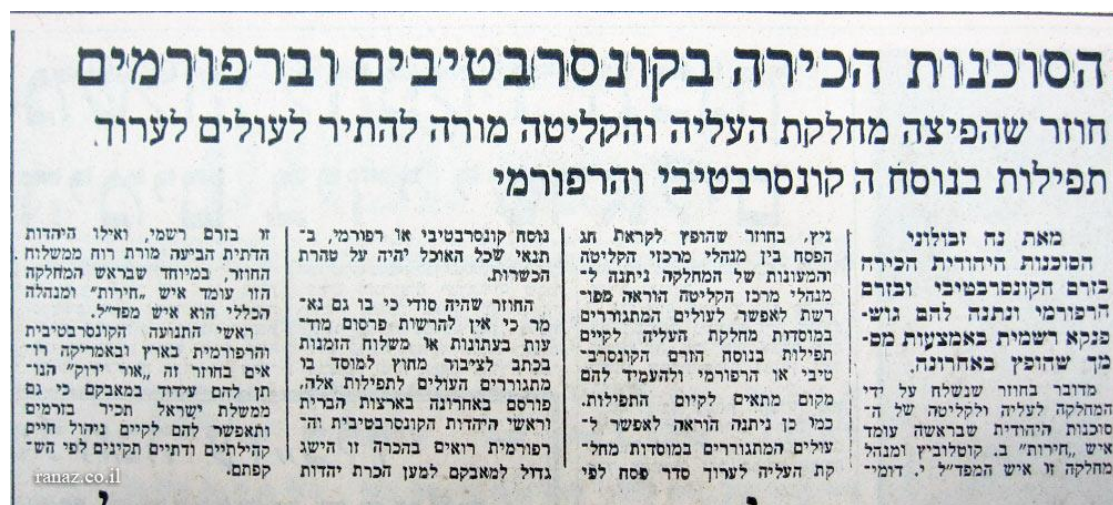 הסוכנות הכירה בקונסרבטיבים וברפורמים
חוזר שהפיצה מחלקת העליה והקליטה מורה להתיר לעולים לערוך
תפילות בנוסח הקונסרבטיבי והרפורמי
מאת נח זבולוני
הסוכנות היהודית הכירה
בזרם הקונסרבטיבי ובזרם
הרפורמי ונתנה להם גוש־
פנקא רשמית באמצעות מס־
מך שהופץ באחרונה.
מדובר בחוזר שנשלח על ידי
המחלקה לעליה ולקליטה של ה־
סוכנות היהודית שבראשה עומד
איש „חירות" ב. קוטלוביץ ומנהל
מחלקה זו איש המפד"ל י. דומי־
ניץ. בחוזר שהופץ לקראת חג
הפסח בין מנהלי מרכזי הקליטה
והמעונות של המחלקה ניתנה ל־
מנהלי מרכז הקליטה הוראה מפו־
רשת לאפשר לעולים המתגוררים
במוסדות מחלקת העליה לקיים
תפילות בנוסח הזרם הקונסרב־
טיבי או הרפורמי ולהעמיד להם
מקום מתאים לקיום התפילות.
כמו כן ניתנה הוראה לאפשר ל־
עולים המתגוררים במוסדות מחל־
קת העליה לערוך סדר פסח לפי
נוסח קונסרבטיבי או רפורמי, ב־
תנאי שכל האוכל יהיה על טהרת
הכשרות.
החוזר שהיה סודי כי בו גם נא־
מר כי אין להרשות פרסום מוד־
עות בעתונות או משלוח הזמנות
בכתב לציבור מחוץ למוסד בו
מתגוררים העולים לתפילות אלה,
פורסם באחרונה בארצות הברית
וראשי היהדות הקונסרבטיבית וה־
רפורמית רואים בהכרה זו הישג
גדול למאבקם. למען הכרת יהדות
זו בזרם רשמי, ואילו היהדות
הדתית הביעה מורת רוח ממשלוח
החוזר, במיוחד שבראש המחלקה
הזו עומד איש „חירות" ומנהלה
הכללי הוא איש מפד"ל.
ראשי התנועה הקונסרבטיבית
והרפורמית בארץ ובאמריקה רו־
אים בחוזר זה „אור ירוק" הנו־
תן להם עידוד במאבקם כי גם
ממשלת ישראל תכיר בזרמים
ותאפשר להם לקיים ניהול חיים
קהילתיים ודתיים תקינים לפי הש־
קפתם.
ranaz.co.il